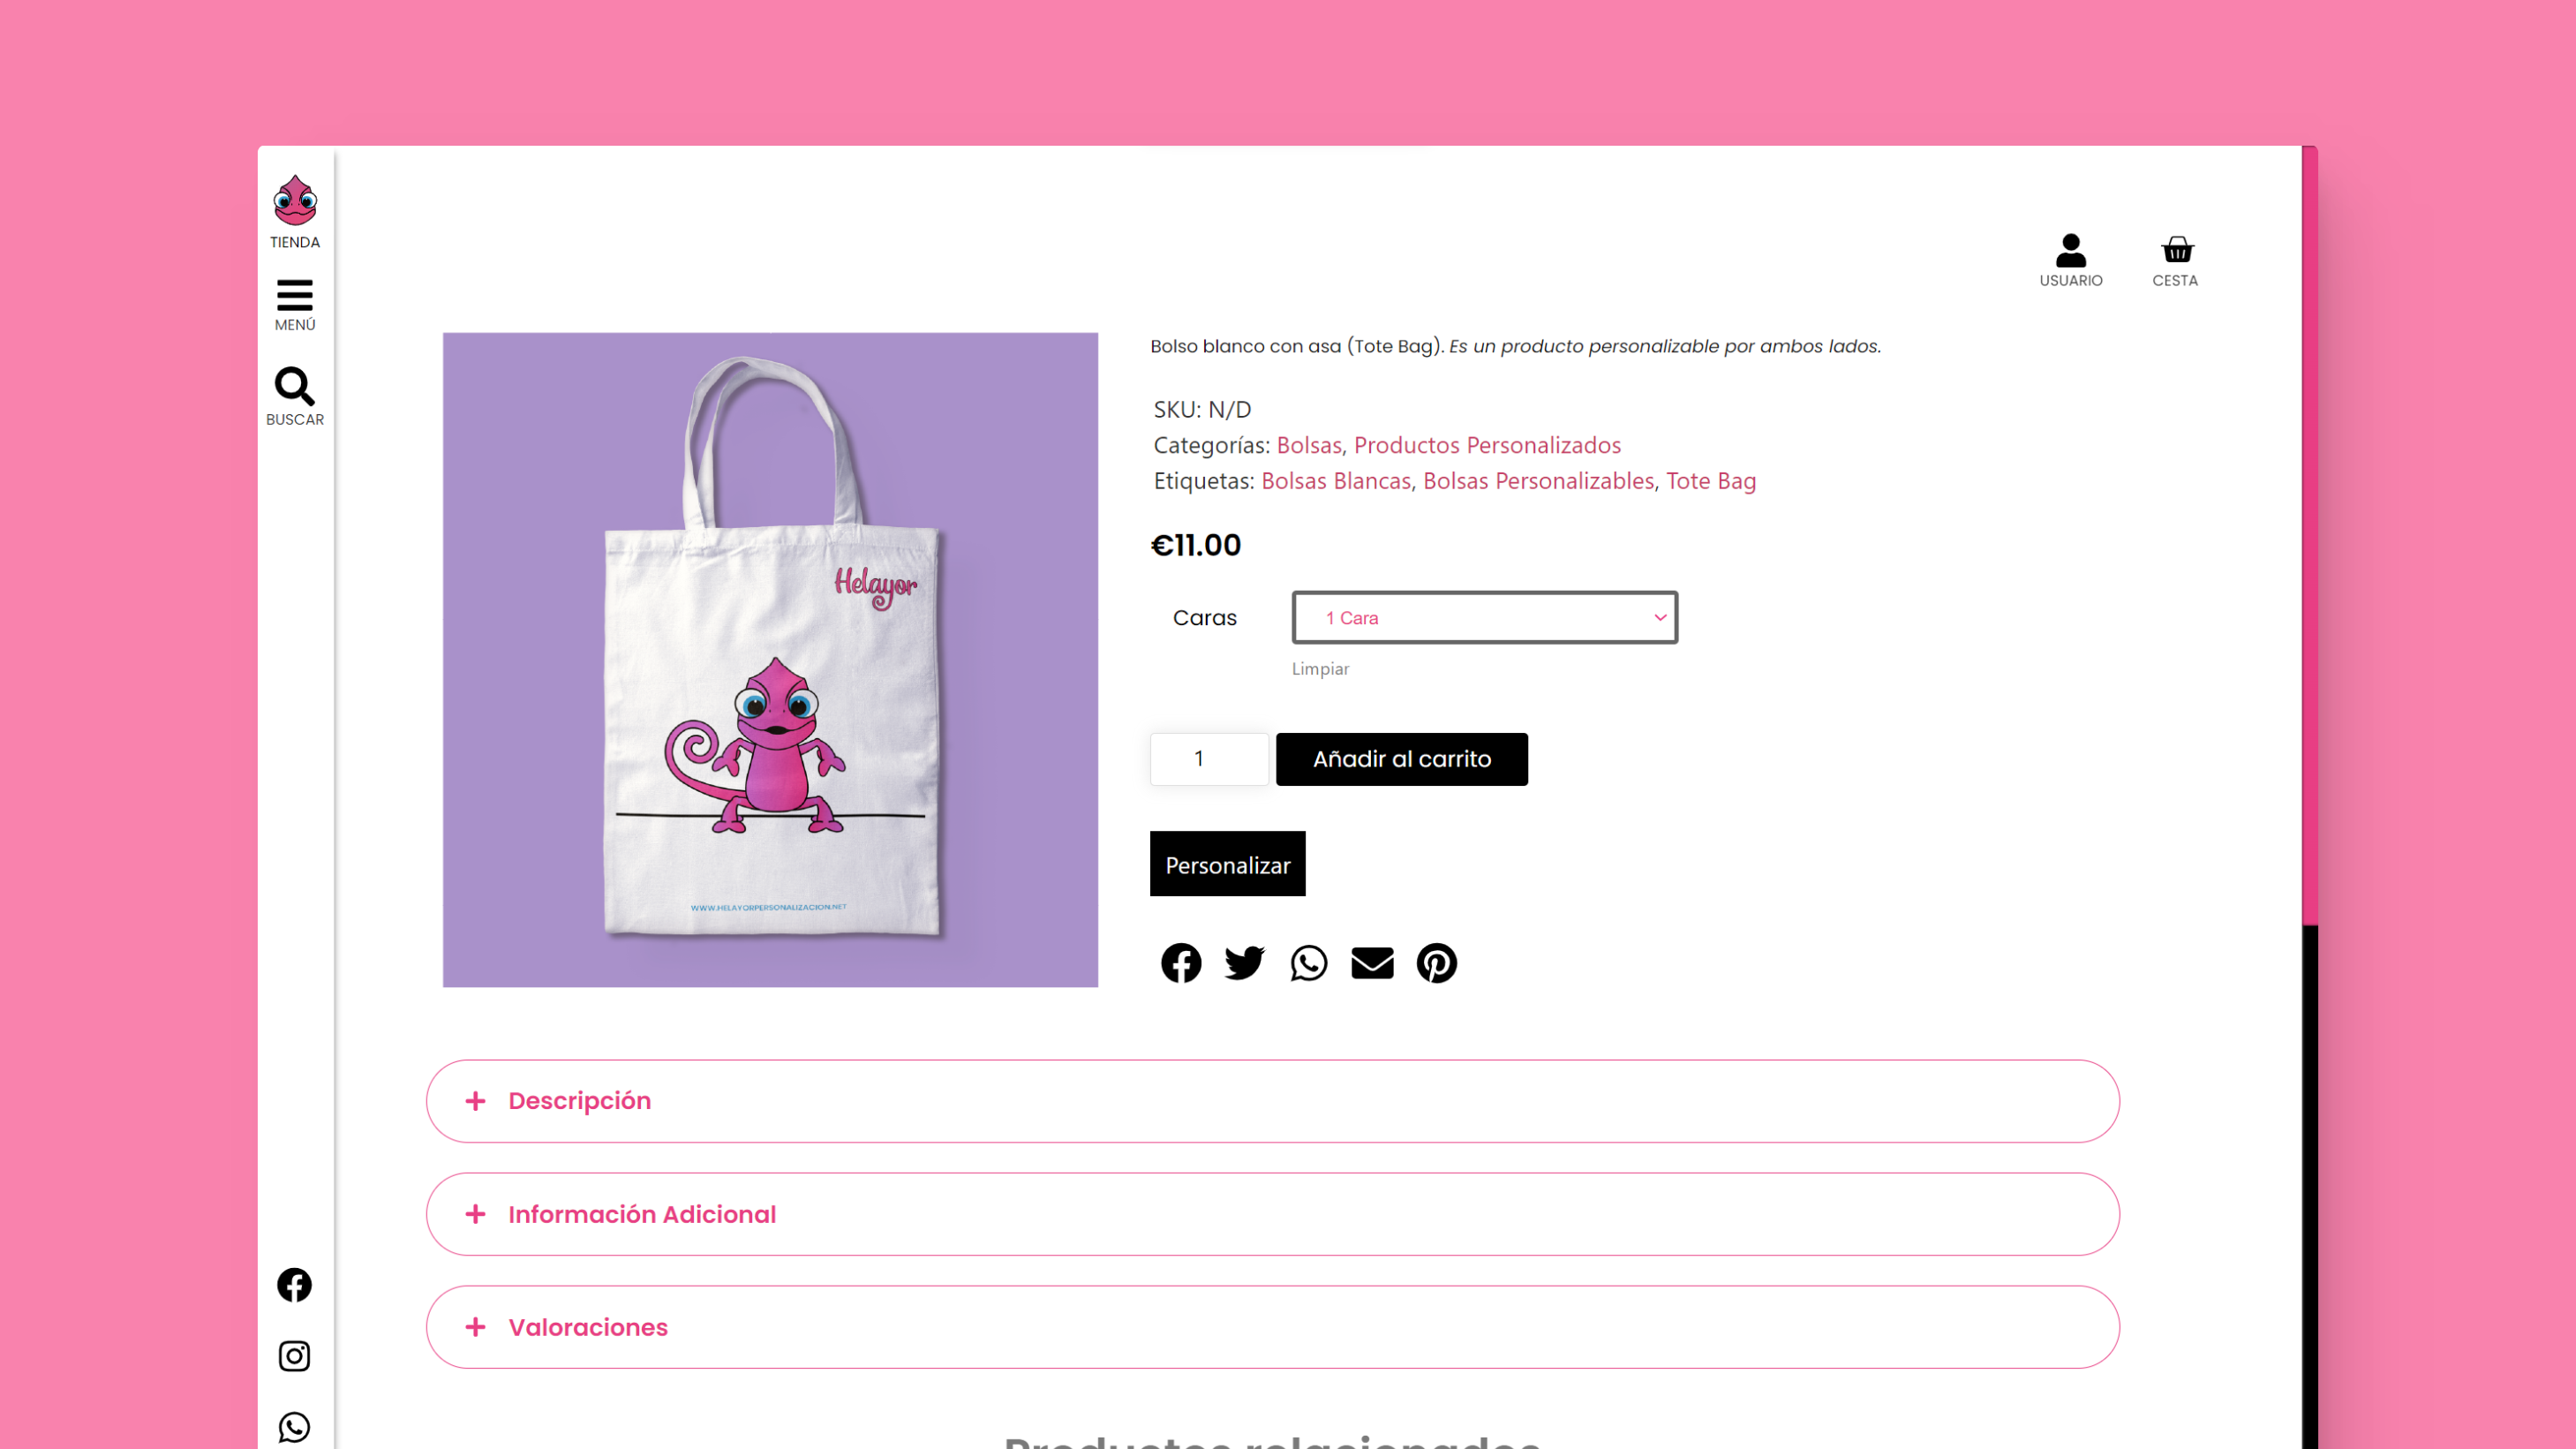 TIENDA
MENÚ
BUSCAR
USUARIO
CESTA
Helayor
WWW.HELAYORPERSONALIZACION.NET
Bolso blanco con asa (Tote Bag). Es un producto personalizable por ambos lados.
SKU: N/D
Categorías: Bolsas, Productos Personalizados
Etiquetas: Bolsas Blancas, Bolsas Personalizables, Tote Bag
€11.00
Caras
1 Cara
Limpiar
1
Añadir al carrito
Personalizar
Descripción
Información Adicional
Valoraciones
Productos relacionados